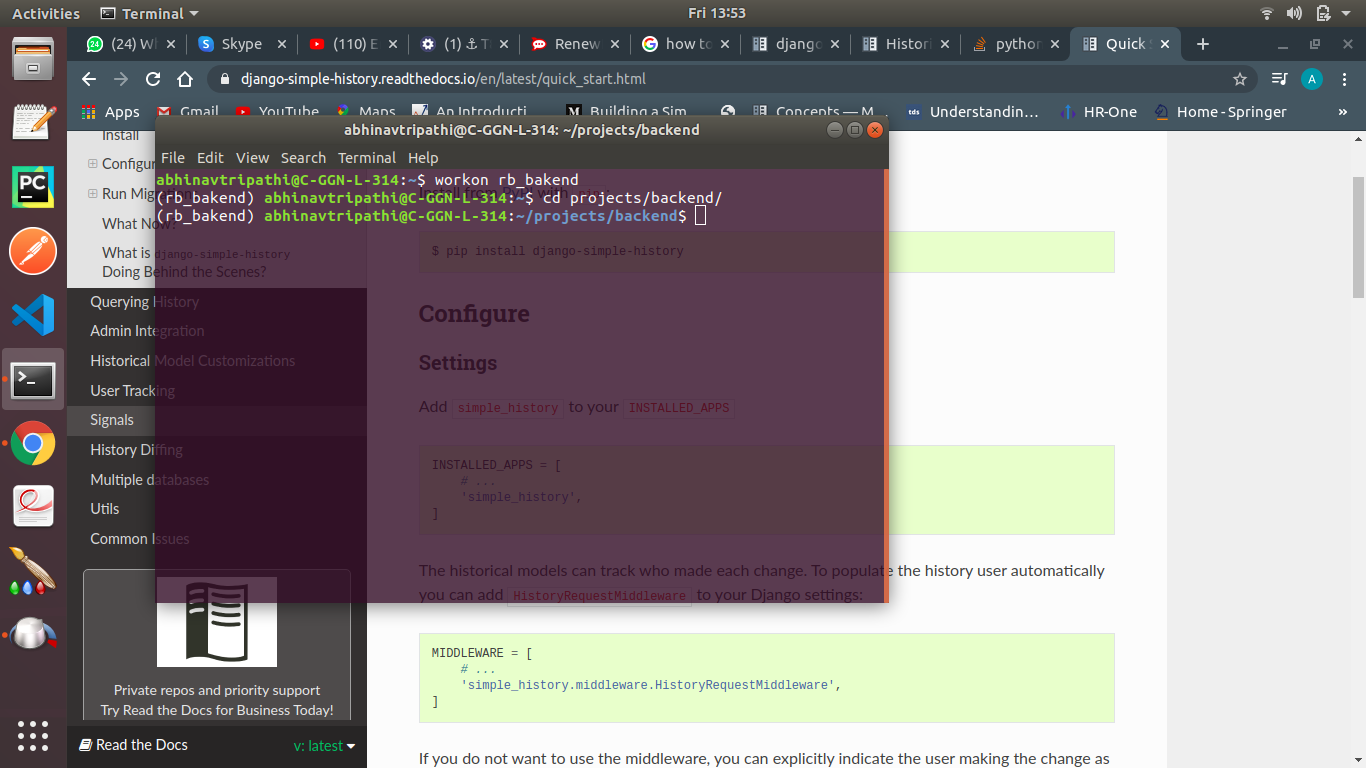 Activities Terminal Fri 13:53
(24) Wh Skype (110) E (1) ⚓ T Renew how to django Histori python Quick S
django-simple-history.readthedocs.io/en/latest/quick_start.html A
Apps Gmail YouTube Maps An Introducti Building a Sim Concepts — M... tds Understandin... HR-One Home - Springer »
abhinavtripathi@C-GGN-L-314: ~/projects/backend
File Edit View Search Terminal Help
abhinavtripathi@C-GGN-L-314:~$ workon rb_bakend
(rb_bakend) abhinavtripathi@C-GGN-L-314:~$ cd projects/backend/
(rb_bakend) abhinavtripathi@C-GGN-L-314:~/projects/backend$
Install
Configur
Run Mig
What Now?
What is django-simple-history
Doing Behind the Scenes?
Querying History
Admin Integration
Historical Model Customizations
User Tracking
Signals
History Diffing
Multiple databases
Utils
Common Issues
Private repos and priority support
Try Read the Docs for Business Today!
Read the Docs v: latest
Install from PyPI with
$ pip install django-simple-history
Configure
Settings
Add simple_history to your INSTALLED_APPS
INSTALLED_APPS = [
# ...
'simple_history',
]
The historical models can track who made each change. To populate the history user automatically
you can add HistoryRequestMiddleware to your Django settings:
MIDDLEWARE = [
# ...
'simple_history.middleware.HistoryRequestMiddleware',
]
If you do not want to use the middleware, you can explicitly indicate the user making the change as